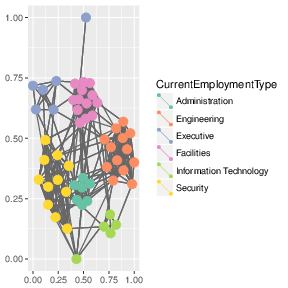 1.00
0.75
0.50
0.25
0.00
0.00 0.25 0.50 0.75 1.00
CurrentEmploymentType
Administration
Engineering
Executive
Facilities
Information Technology
Security